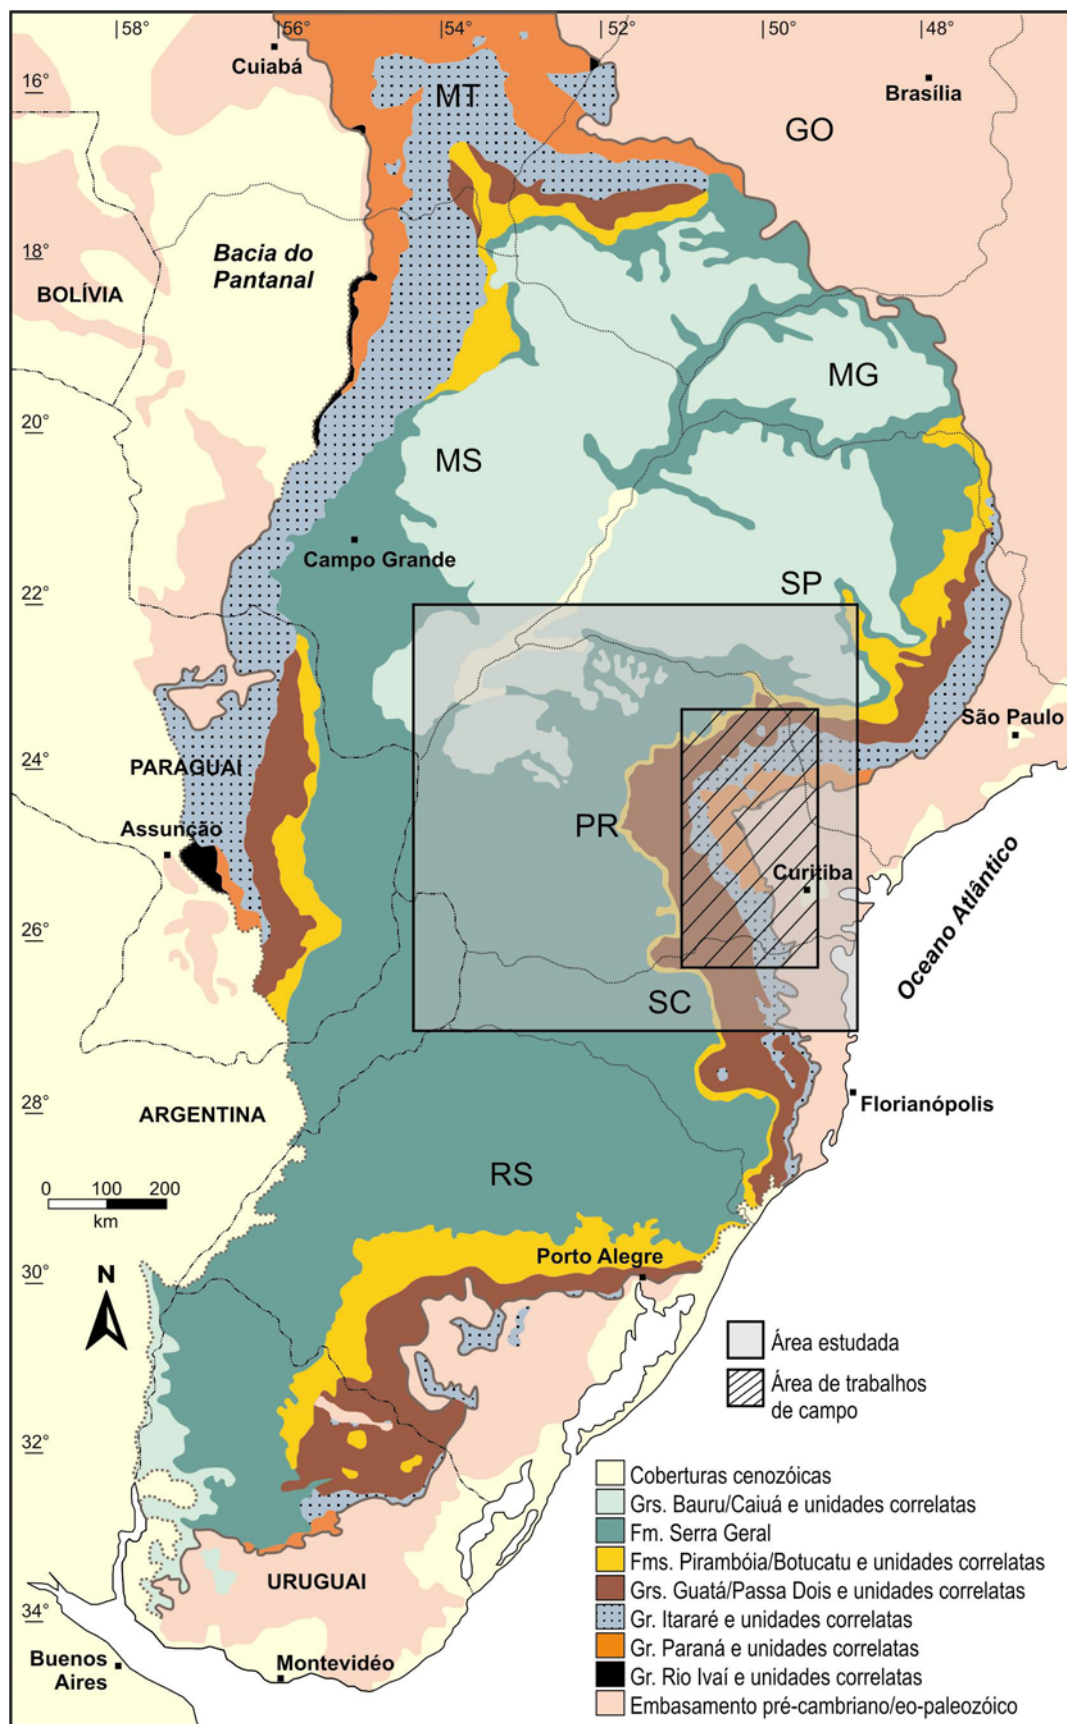 58°
56°
54°
52°
50°
48°
16°
Cuiabá
MT
Brasília
GO
18°
Bacia do
Pantanal
BOLÍVIA
MG
20°
MS
Campo Grande
22°
SP
São Paulo
24°
PARAGUAI
PR
Assunção
Curitiba
Oceano Atlântico
26°
SC
28°
ARGENTINA
Florianópolis
RS
0 100 200
km
Porto Alegre
30°
N
Área estudada
Área de trabalhos
de campo
32°
Coberturas cenozóicas
Grs. Bauru/Caiuá e unidades correlatas
Fm. Serra Geral
Fms. Pirambóia/Botucatu e unidades correlatas
Grs. Guatá/Passa Dois e unidades correlatas
Gr. Itararé e unidades correlatas
Gr. Paraná e unidades correlatas
Gr. Rio Ivaí e unidades correlatas
Embasamento pré-cambriano/eo-paleozóico
URUGUAI
34°
Buenos
Aires
Montevidéo